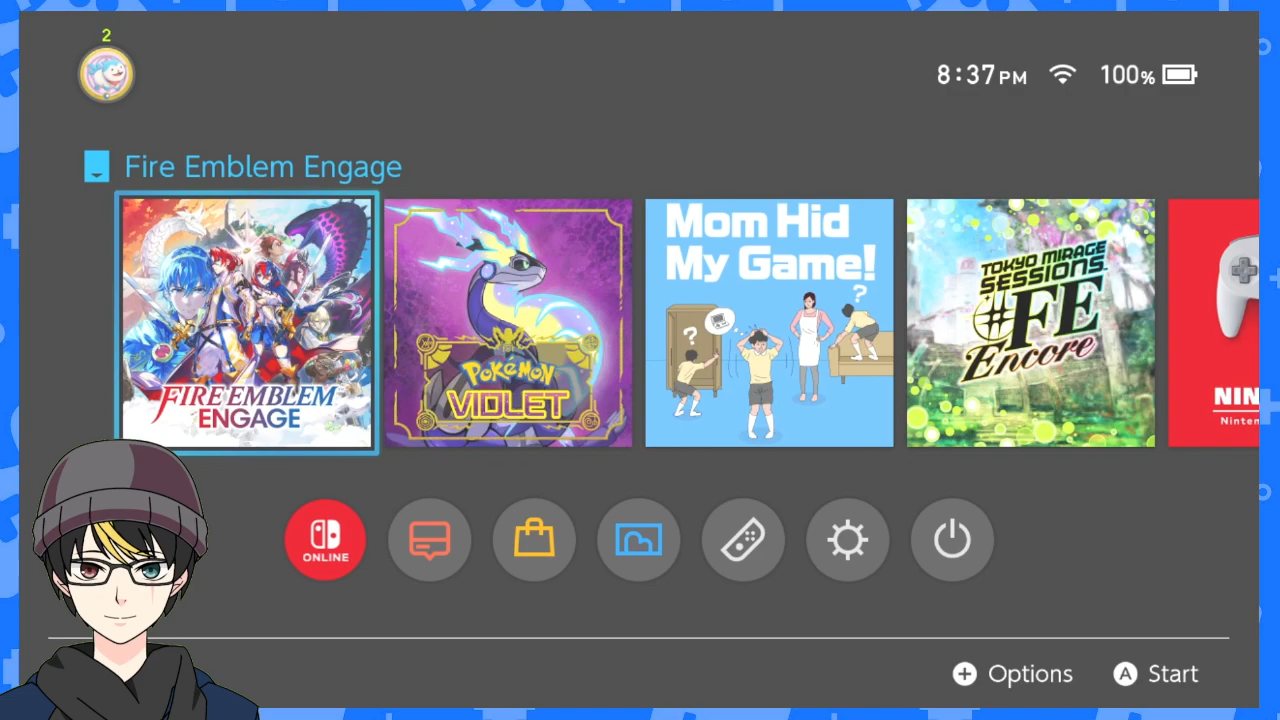 2
8:37PM
100%
Fire Emblem Engage
FIRE EMBLEM
ENGAGE
POKéMON
VIOLET
Mom Hid
My Game!
?
?
TOKYO MIRAGE
SESSIONS
#FE
Encore
NIN
Ninten
ONLINE
+ Options
A Start